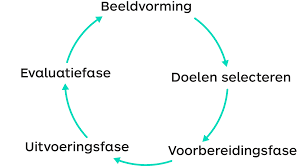 Beeldvorming
Doelen selecteren
Voorbereidingsfase
Uitvoeringsfase
Evaluatiefase